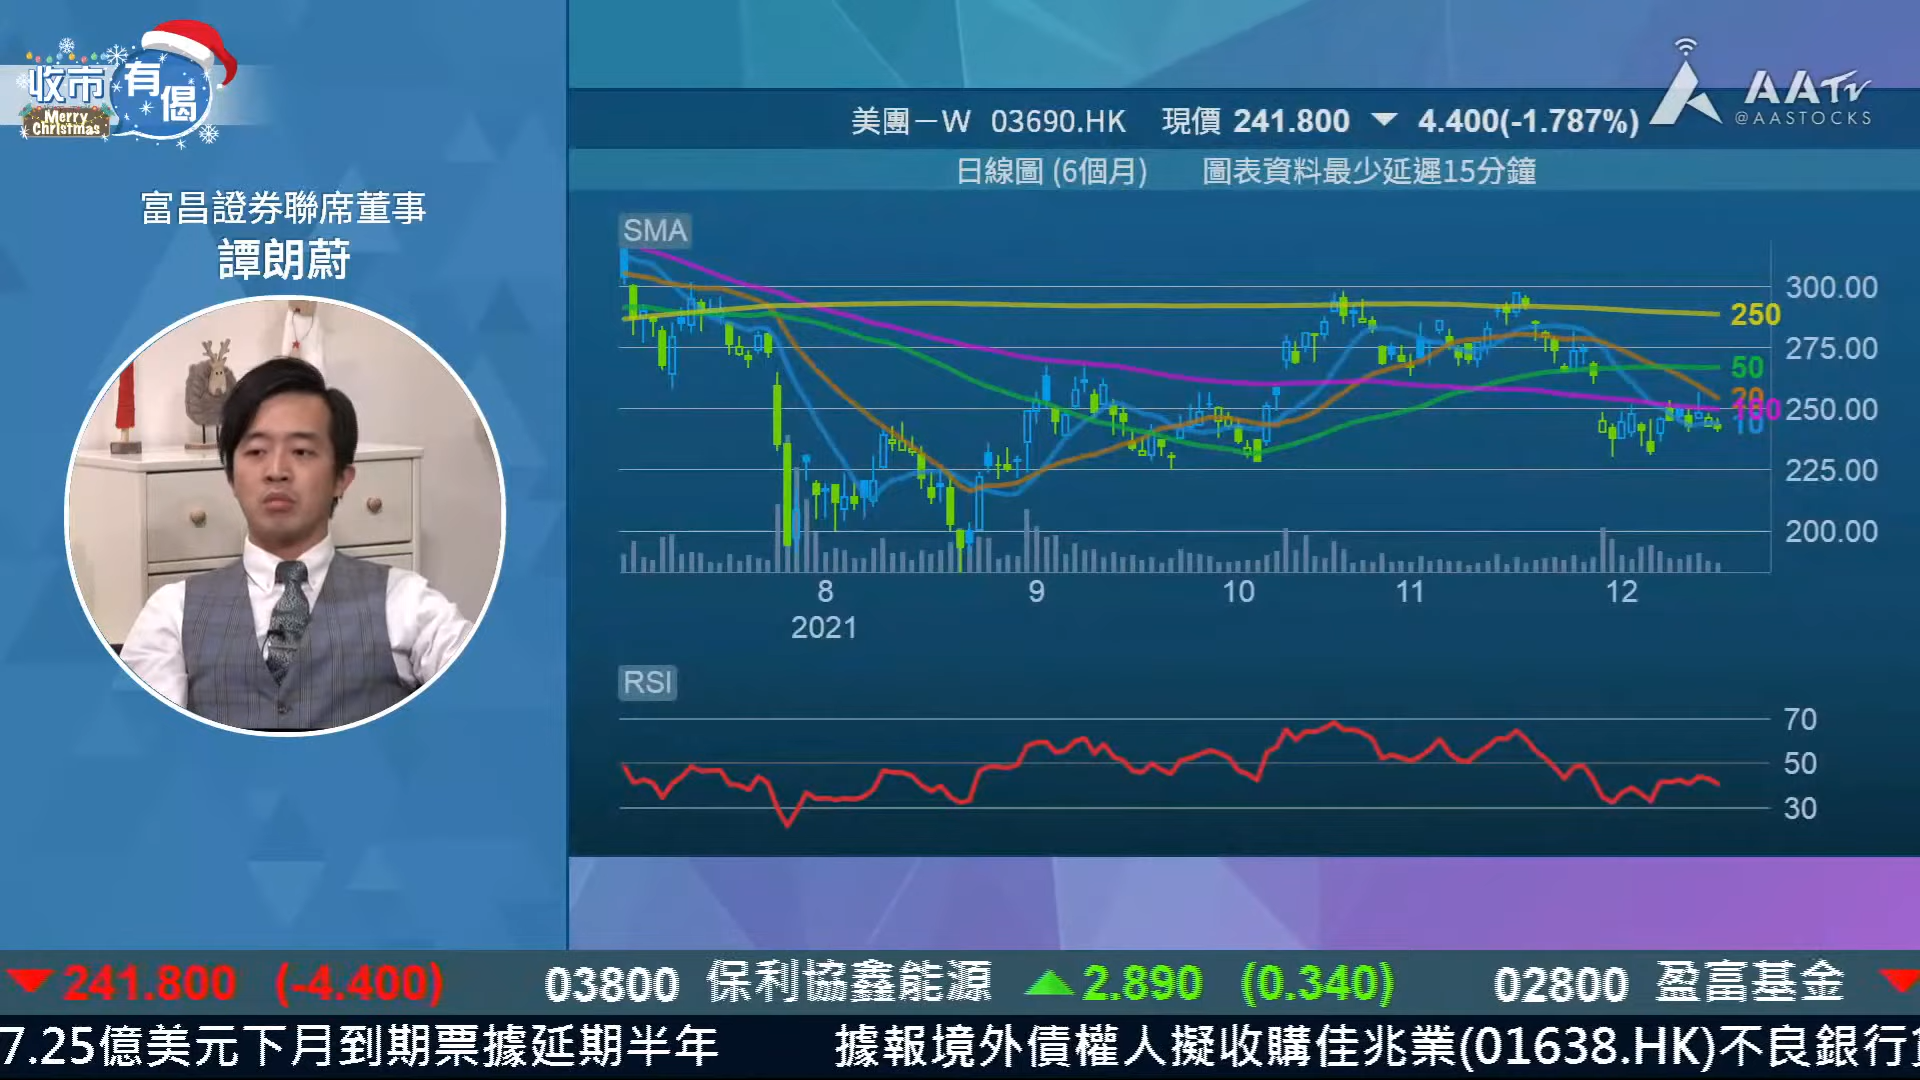 收市
有偈
Merry
Christmas
富昌證券聯席董事
譚朗蔚
AATV
@AASTOCKS
美團－W 03690.HK 現價 241.800 ▼ 4.400(-1.787%)
日線圖 (6個月) 圖表資料最少延遲15分鐘
SMA
300.00
250
275.00
50
20
100
250.00
10
225.00
200.00
8 9 10 11 12
2021
RSI
70
50
30
▼241.800 (-4.400) 03800 保利協鑫能源 ▲2.890 (0.340) 02800 盈富基金 ▼
7.25億美元下月到期票據延期半年 據報境外債權人擬收購佳兆業(01638.HK)不良銀行